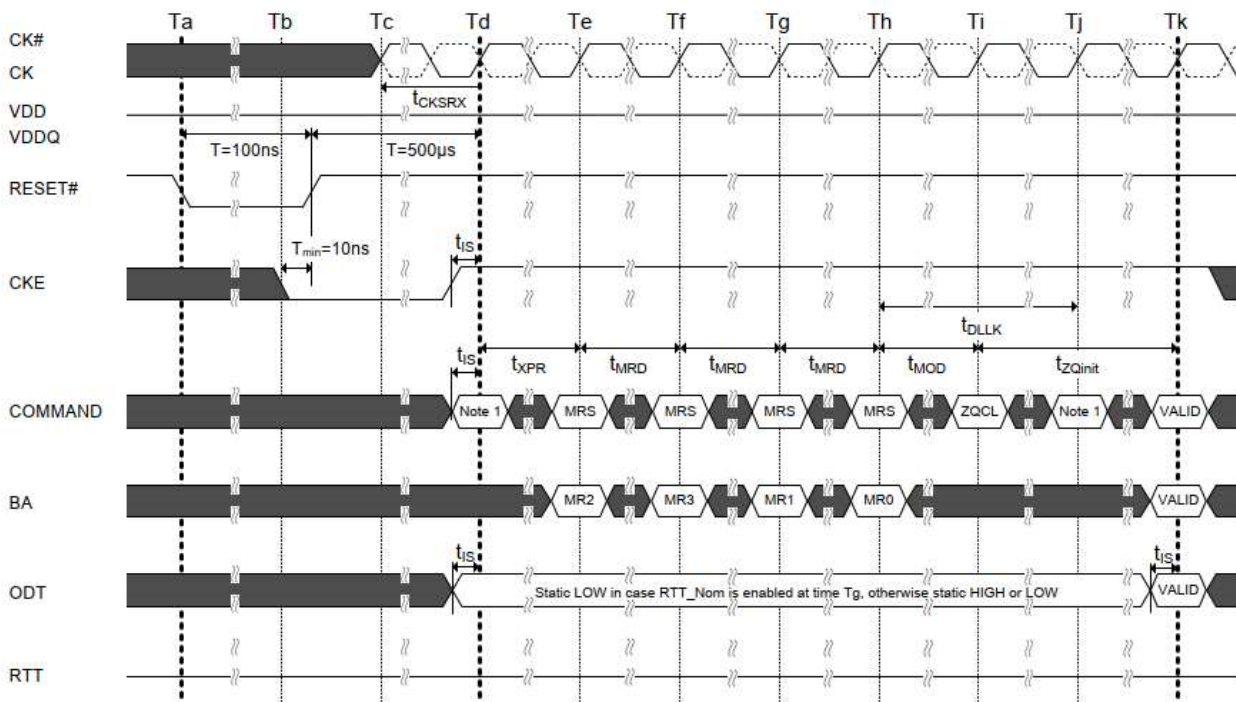 Ta Tb Tc Td Te Tf Tg Th Ti Tj Tk
CK#
CK
tCKSRX
VDD
VDDQ
T=100ns T=500µs
RESET#
Tmin=10ns tIS
CKE
tDLLK
tIS tXPR tMRD tMRD tMRD tMOD tZQinit
COMMAND Note 1 MRS MRS MRS MRS ZQCL Note 1 VALID
BA MR2 MR3 MR1 MR0 VALID
tIS tIS
ODT Static LOW in case RTT_Nom is enabled at time Tg, otherwise static HIGH or LOW VALID
RTT